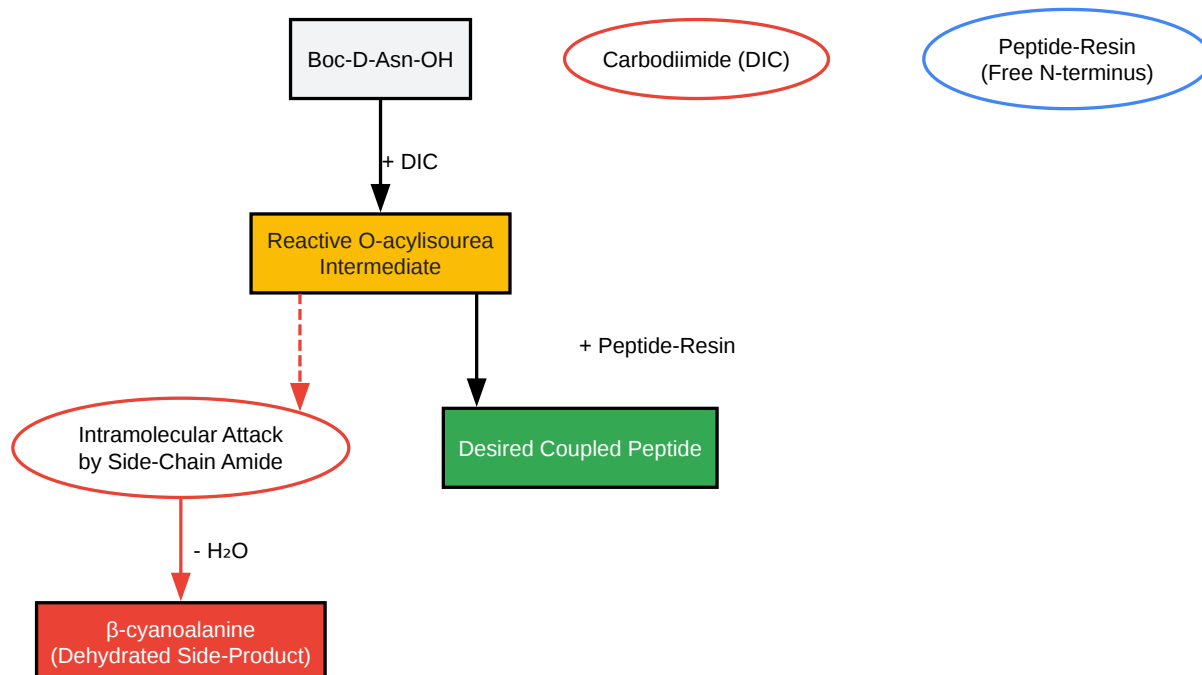 Boc-D-Asn-OH
Carbodiimide (DIC)
Peptide-Resin
(Free N-terminus)
+ DIC
Reactive O-acylisourea
Intermediate
+ Peptide-Resin
Intramolecular Attack
by Side-Chain Amide
Desired Coupled Peptide
- H₂O
β-cyanoalanine
(Dehydrated Side-Product)